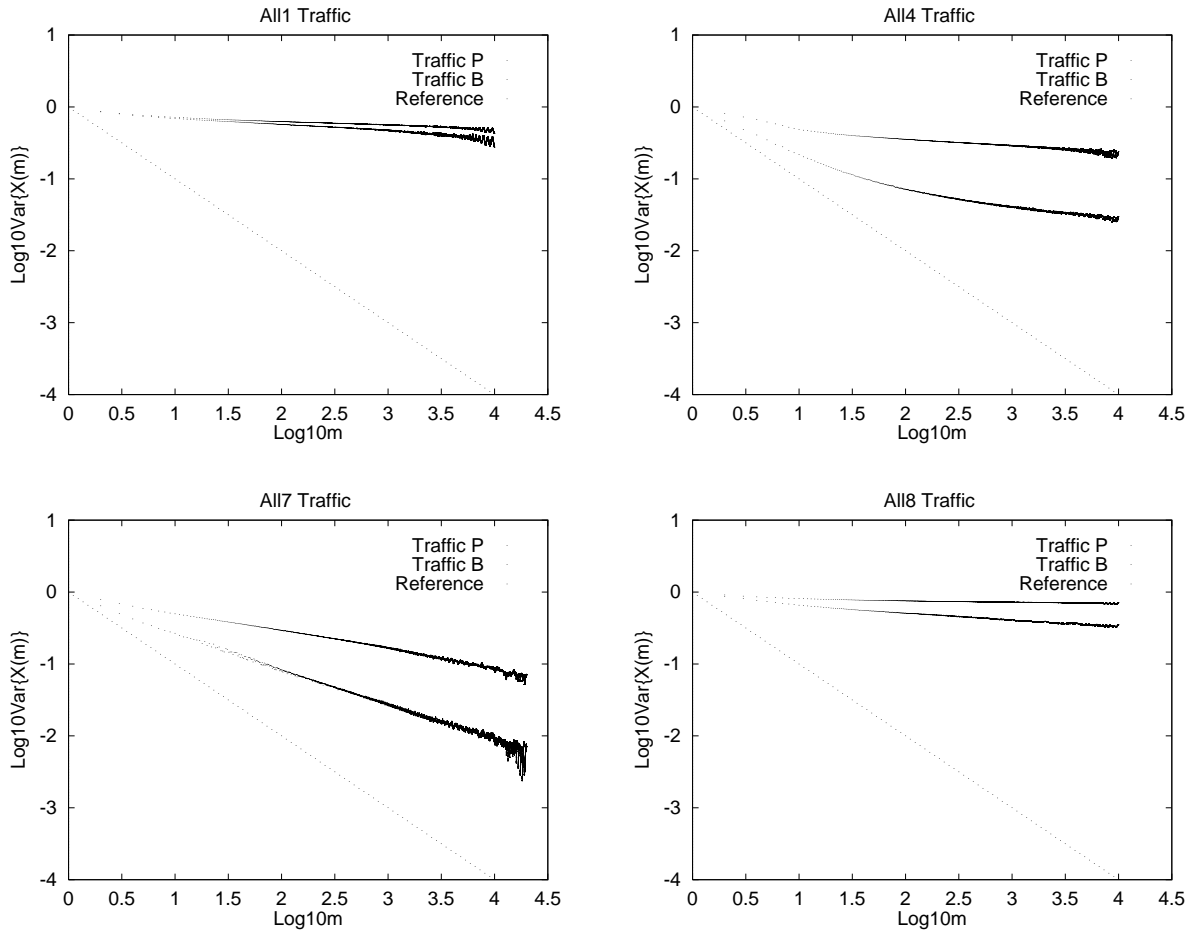 All1 Traffic
1
0
-1
-2
-3
-4
Log10Var{X(m)}
Traffic P
Traffic B
Reference
0 0.5 1 1.5 2 2.5 3 3.5 4 4.5
Log10m
All4 Traffic
1
0
-1
-2
-3
-4
Log10Var{X(m)}
Traffic P
Traffic B
Reference
0 0.5 1 1.5 2 2.5 3 3.5 4 4.5
Log10m
All7 Traffic
1
0
-1
-2
-3
-4
Log10Var{X(m)}
Traffic P
Traffic B
Reference
0 0.5 1 1.5 2 2.5 3 3.5 4 4.5
Log10m
All8 Traffic
1
0
-1
-2
-3
-4
Log10Var{X(m)}
Traffic P
Traffic B
Reference
0 0.5 1 1.5 2 2.5 3 3.5 4 4.5
Log10m